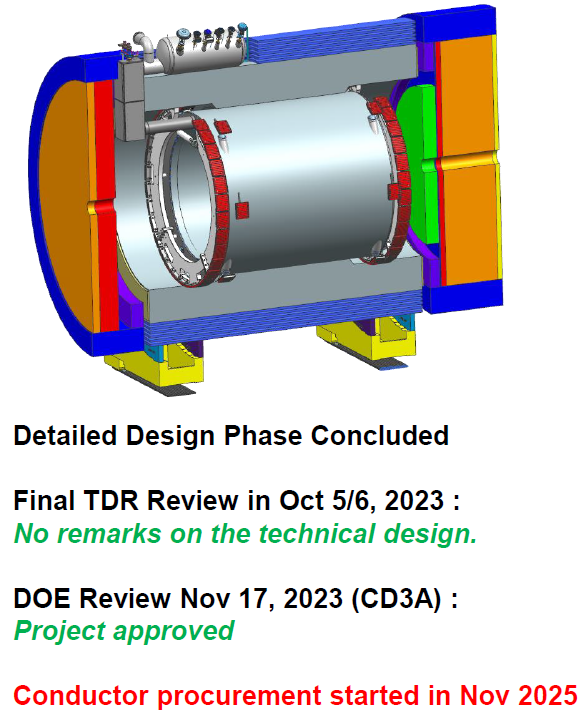 Detailed Design Phase Concluded
Final TDR Review in Oct 5/6, 2023 :
No remarks on the technical design.
DOE Review Nov 17, 2023 (CD3A) :
Project approved
Conductor procurement started in Nov 2025